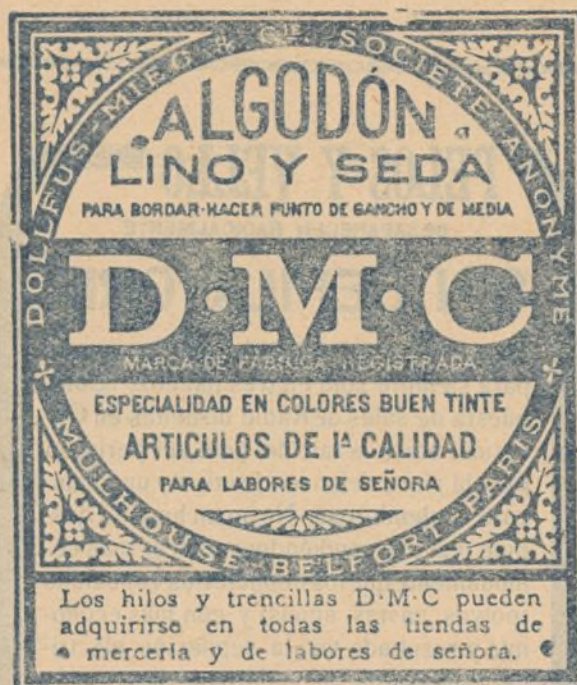 DOLLFUS-MIEG & CIE. SOCIETE ANONYME
ALGODÓN
LINO Y SEDA
PARA BORDAR·HACER PUNTO DE GANCHO Y DE MEDIA
D·M·C
MARCA DE FÁBRICA REGISTRADA
ESPECIALIDAD EN COLORES BUEN TINTE
ARTICULOS DE 1ª CALIDAD
PARA LABORES DE SEÑORA
MULHOUSE-BELFORT-PARIS
Los hilos y trencillas D·M·C pueden
adquirirse en todas las tiendas de
mercería y de labores de señora.